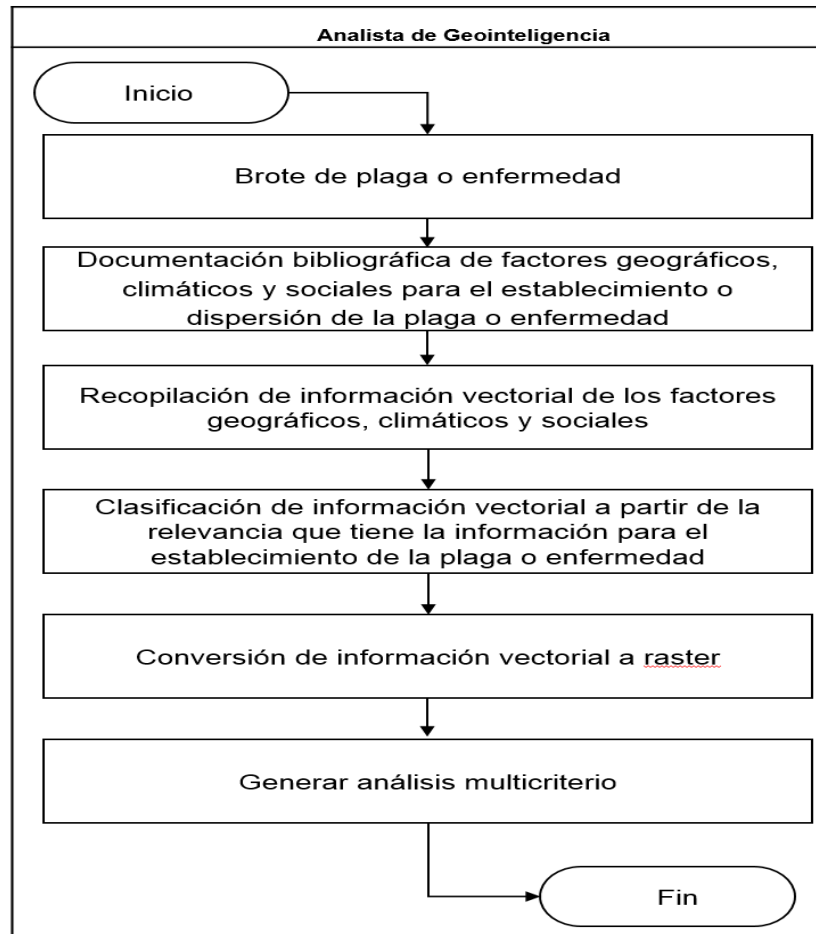 Analista de Geointeligencia
Inicio
Brote de plaga o enfermedad
Documentación bibliográfica de factores geográficos,
climáticos y sociales para el establecimiento o
dispersión de la plaga o enfermedad
Recopilación de información vectorial de los factores
geográficos, climáticos y sociales
Clasificación de información vectorial a partir de la
relevancia que tiene la información para el
establecimiento de la plaga o enfermedad
Conversión de información vectorial a raster
Generar análisis multicriterio
Fin